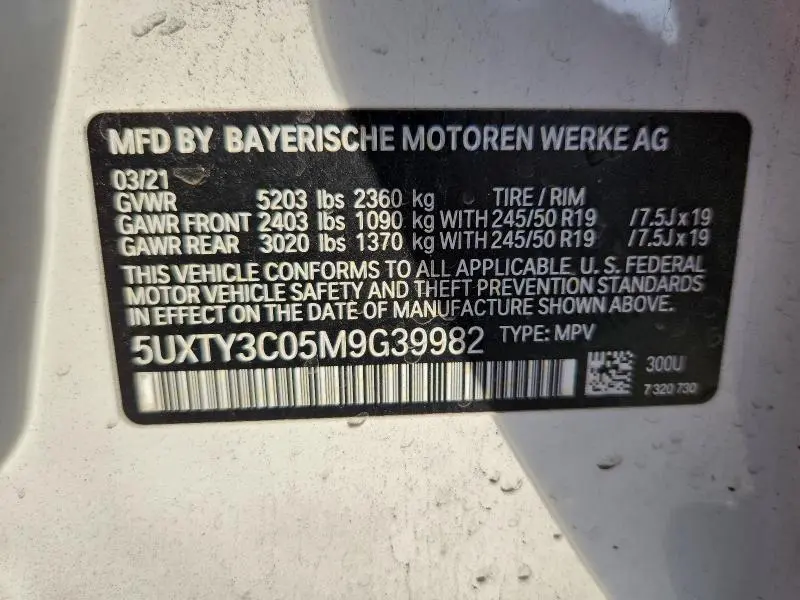 MFD BY BAYERISCHE MOTOREN WERKE AG
03/21
GVWR 5203 lbs 2360 kg TIRE / RIM
GAWR FRONT 2403 lbs 1090 kg WITH 245/50 R19 /7.5J x 19
GAWR REAR 3020 lbs 1370 kg WITH 245/50 R19 /7.5J x 19
THIS VEHICLE CONFORMS TO ALL APPLICABLE U. S. FEDERAL
MOTOR VEHICLE SAFETY AND THEFT PREVENTION STANDARDS
IN EFFECT ON THE DATE OF MANUFACTURE SHOWN ABOVE.
5UXTY3C05M9G39982 TYPE: MPV
300U
7 320 730